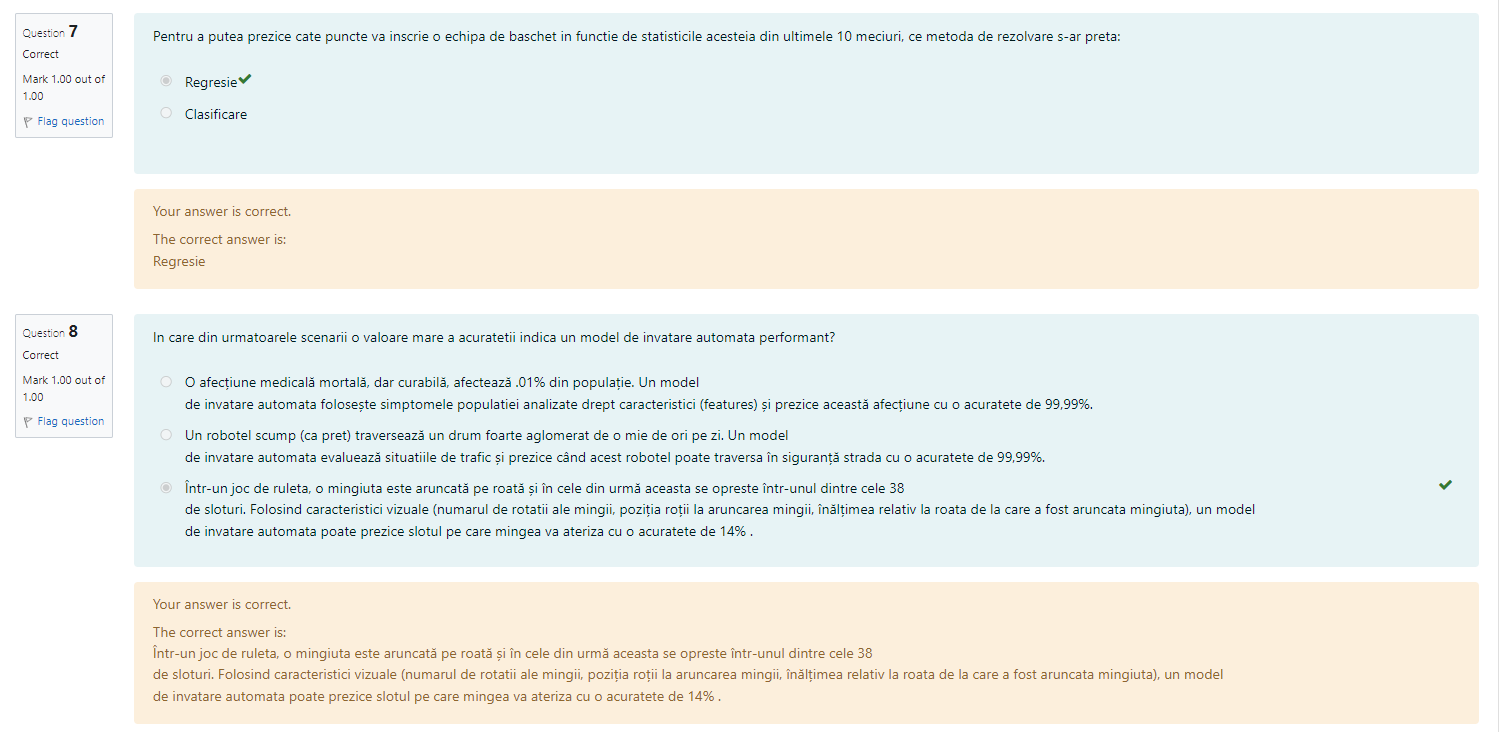 Question 7
Correct
Mark 1.00 out of
1.00
Flag question
Pentru a putea prezice cate puncte va inscrie o echipa de baschet in functie de statisticile acesteia din ultimele 10 meciuri, ce metoda de rezolvare s-ar preta:
Regresie
Clasificare
Your answer is correct.
The correct answer is:
Regresie
Question 8
Correct
Mark 1.00 out of
1.00
Flag question
In care din urmatoarele scenarii o valoare mare a acuratetii indica un model de invatare automata performant?
O afecțiune medicală mortală, dar curabilă, afectează .01% din populație. Un model
de invatare automata folosește simptomele populatiei analizate drept caracteristici (features) și prezice această afecțiune cu o acuratete de 99,99%.
Un robotel scump (ca pret) traversează un drum foarte aglomerat de o mie de ori pe zi. Un model
de invatare automata evaluează situatiile de trafic și prezice când acest robotel poate traversa în siguranță strada cu o acuratete de 99,99%.
Într-un joc de ruleta, o mingiuta este aruncată pe roată și în cele din urmă aceasta se opreste într-unul dintre cele 38
de sloturi. Folosind caracteristici vizuale (numarul de rotatii ale mingii, poziția roții la aruncarea mingii, înălțimea relativ la roata de la care a fost aruncata mingiuta), un model
de invatare automata poate prezice slotul pe care mingea va ateriza cu o acuratete de 14% .
Your answer is correct.
The correct answer is:
Într-un joc de ruleta, o mingiuta este aruncată pe roată și în cele din urmă aceasta se opreste într-unul dintre cele 38
de sloturi. Folosind caracteristici vizuale (numarul de rotatii ale mingii, poziția roții la aruncarea mingii, înălțimea relativ la roata de la care a fost aruncata mingiuta), un model
de invatare automata poate prezice slotul pe care mingea va ateriza cu o acuratete de 14% .